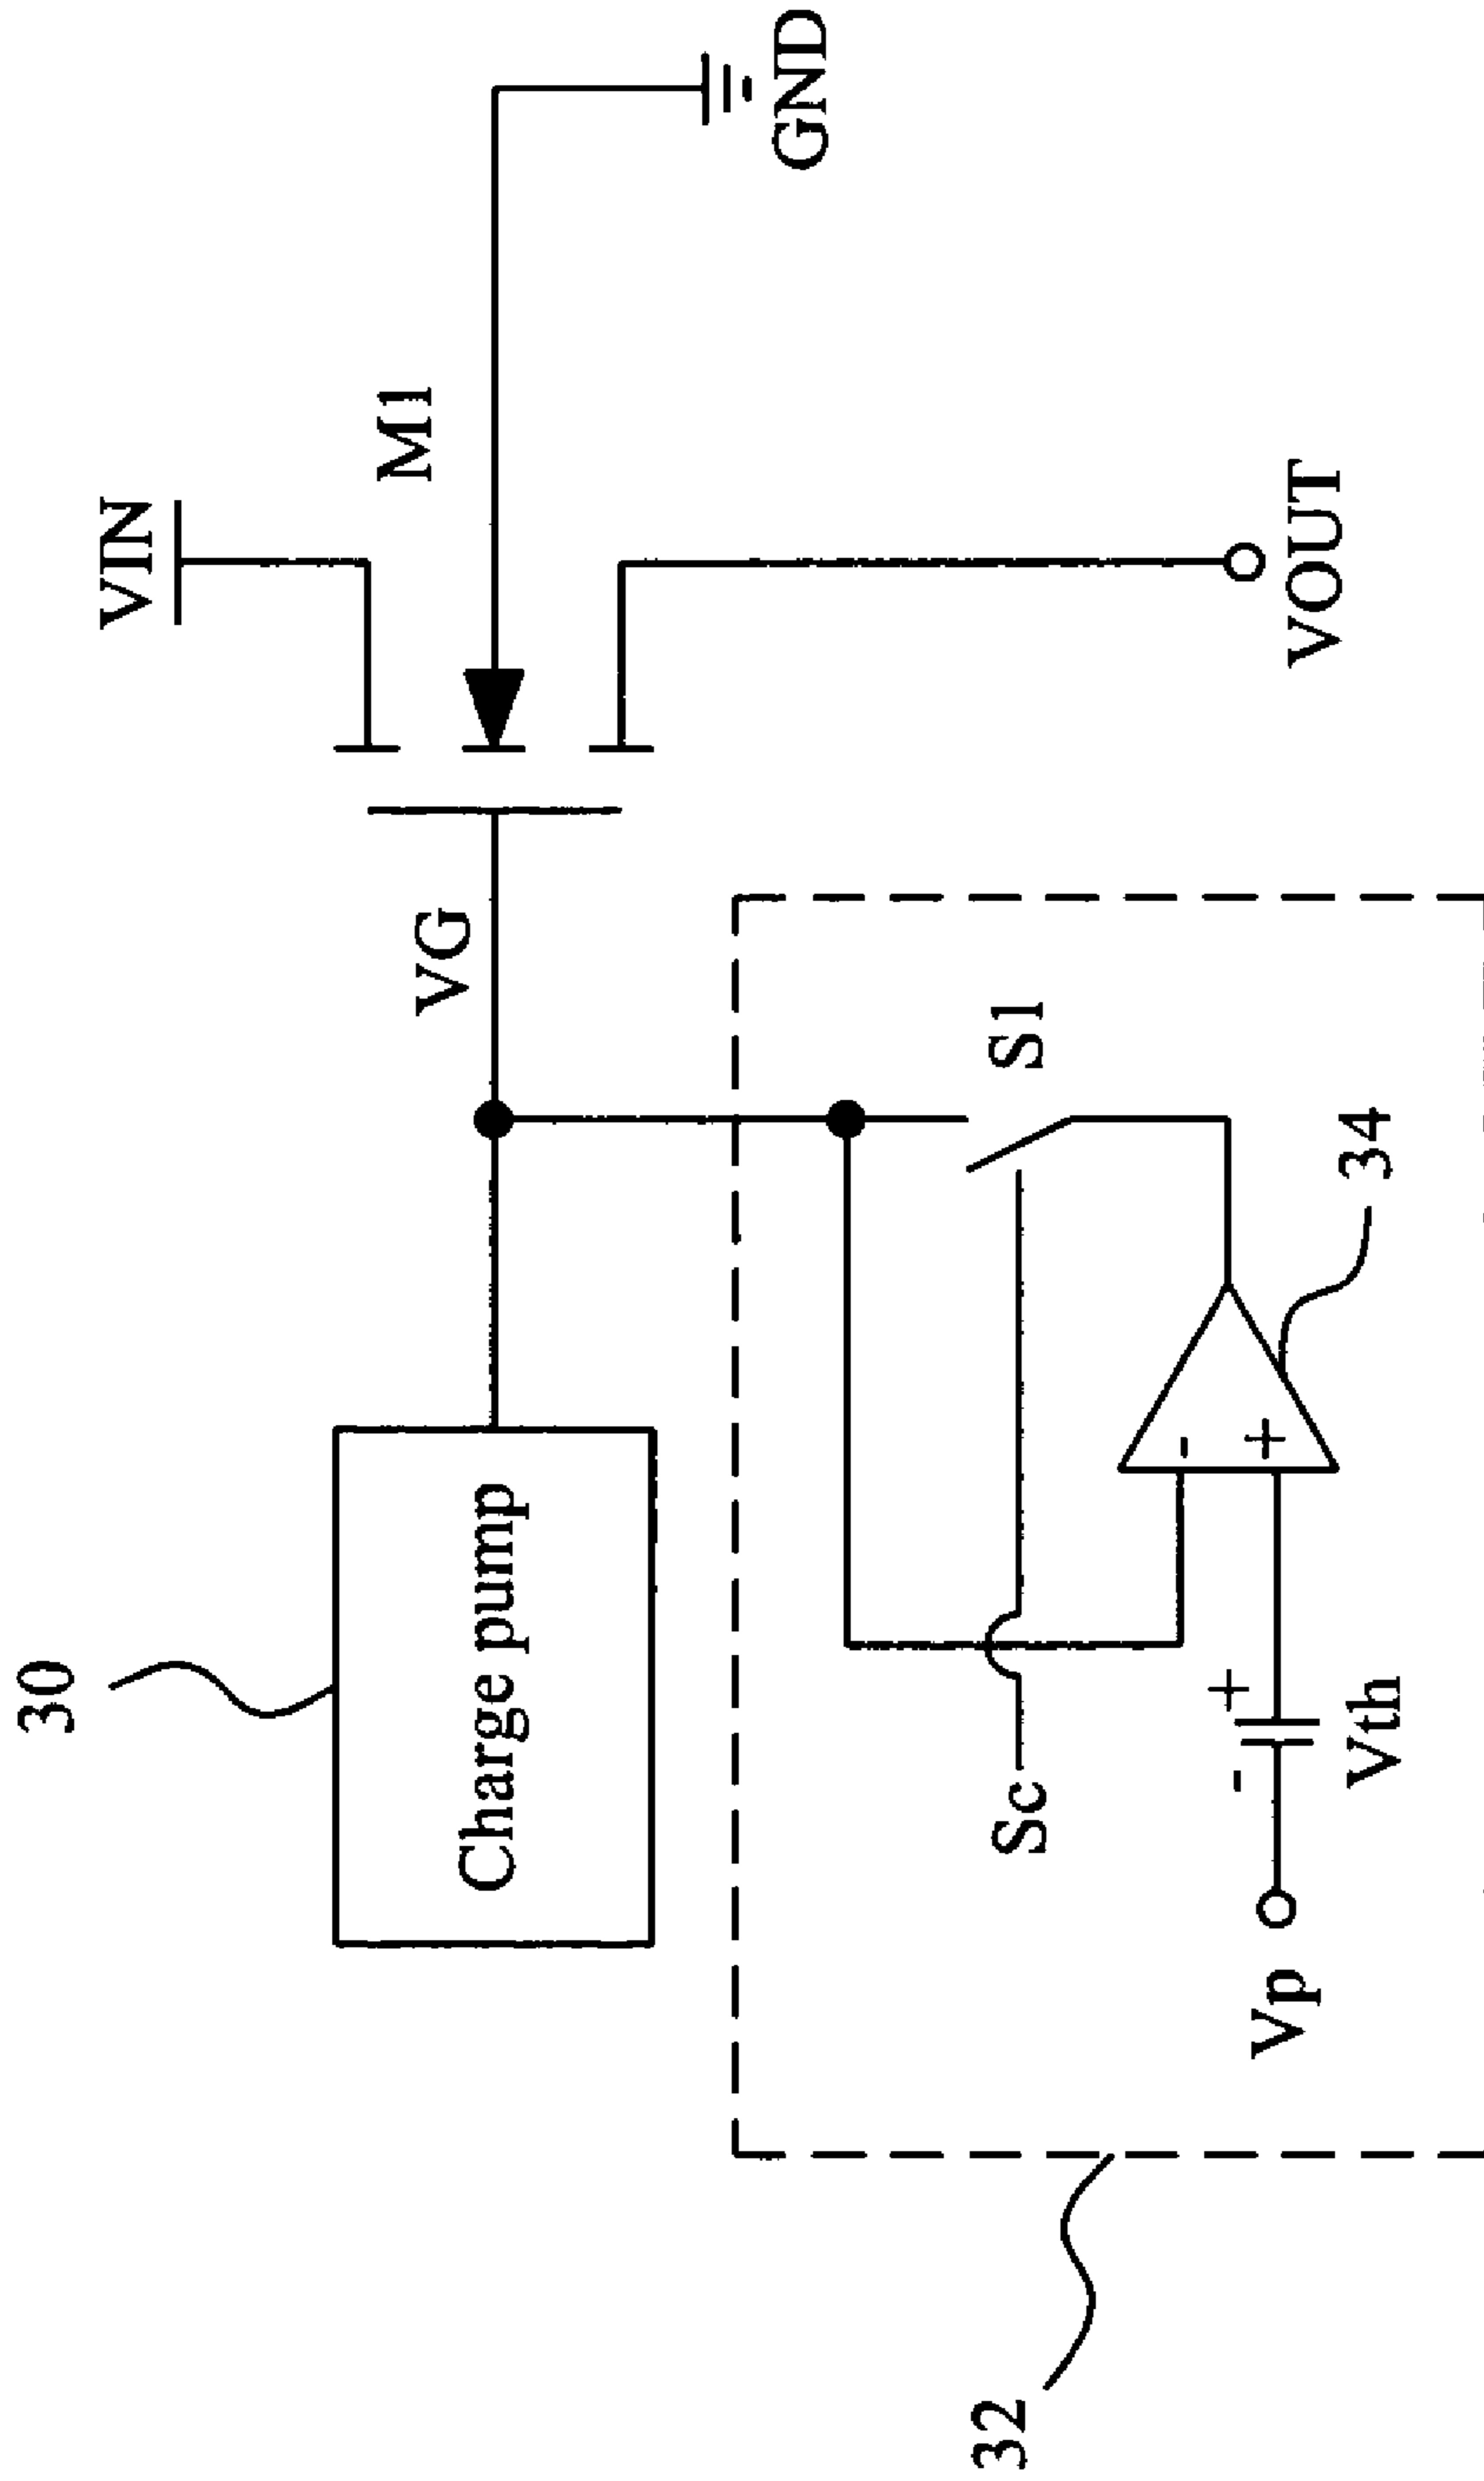 30
Charge pump
VIN
M1
VG
GND
VOUT
S1
Sc
34
-
+
- +
Vth
Vp
32